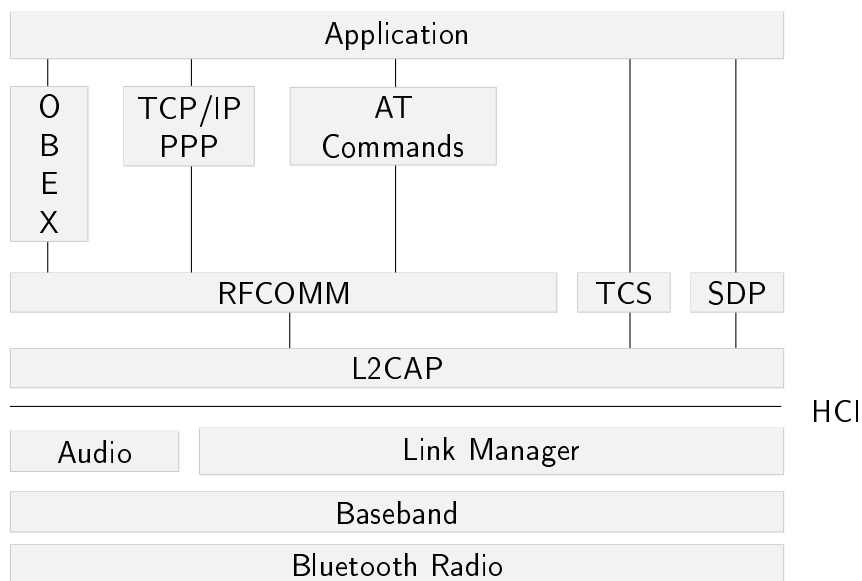 Application
O
B
E
X
TCP/IP
PPP
AT
Commands
RFCOMM
TCS
SDP
L2CAP
HCI
Audio
Link Manager
Baseband
Bluetooth Radio